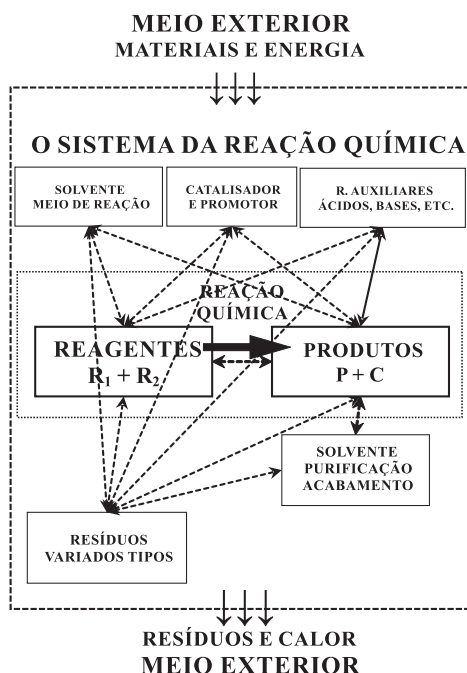 MEIO EXTERIOR
MATERIAIS E ENERGIA
O SISTEMA DA REAÇÃO QUÍMICA
SOLVENTE
MEIO DE REAÇÃO
CATALISADOR
E PROMOTOR
R. AUXILIARES
ÁCIDOS, BASES, ETC.
REAÇÃO
QUÍMICA
REAGENTES
R₁ + R₂
PRODUTOS
P + C
SOLVENTE
PURIFICAÇÃO
ACABAMENTO
RESÍDUOS
VARIADOS TIPOS
RESÍDUOS E CALOR
MEIO EXTERIOR